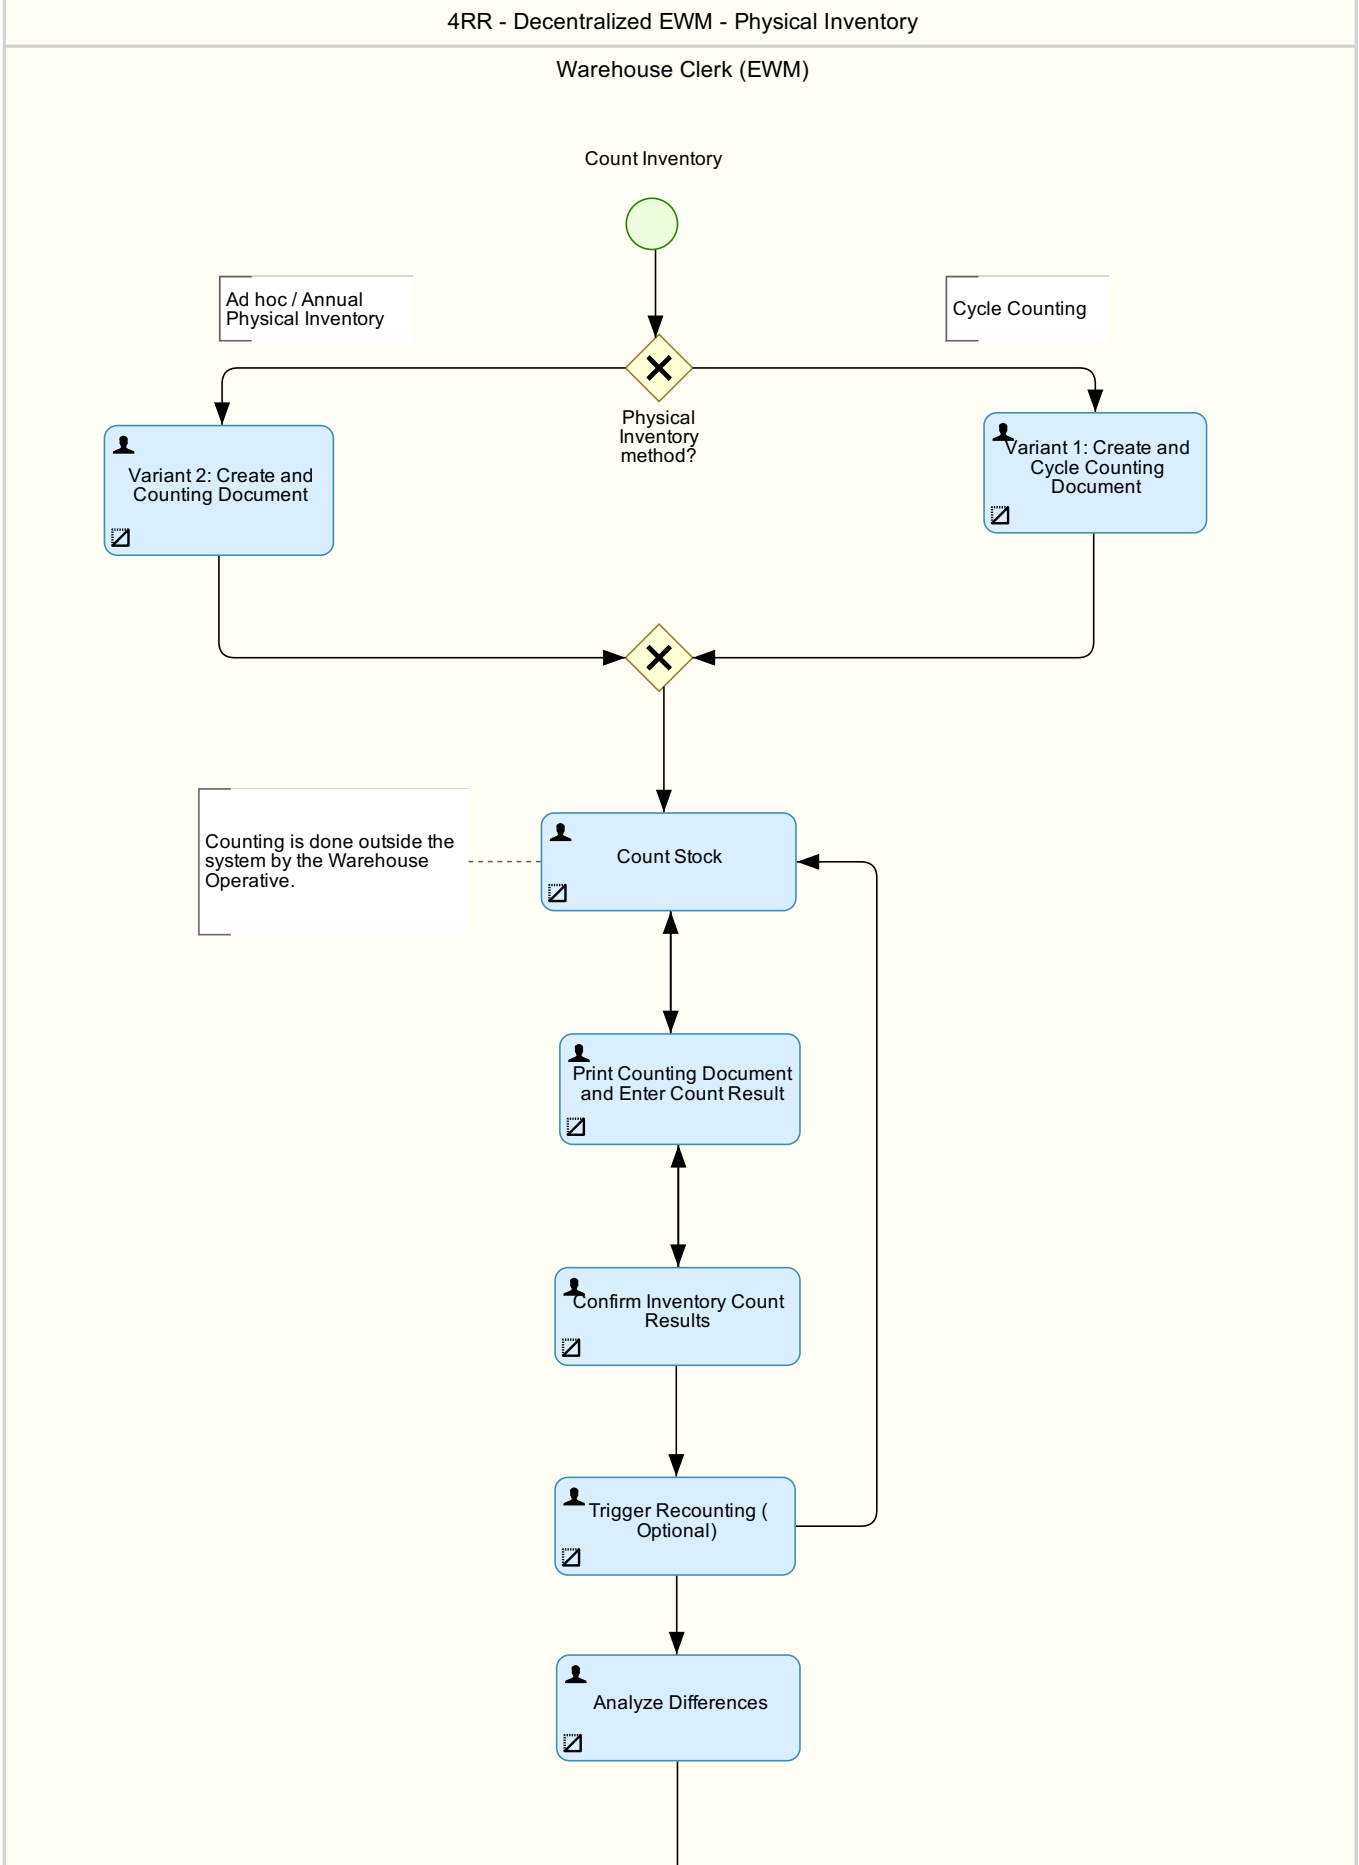 4RR - Decentralized EWM - Physical Inventory
Warehouse Clerk (EWM)
Count Inventory
Ad hoc / Annual
Physical Inventory
Cycle Counting
Physical
Inventory
method?
Variant 2: Create and
Counting Document
Variant 1: Create and
Cycle Counting
Document
Counting is done outside the
system by the Warehouse
Operative.
Count Stock
Print Counting Document
and Enter Count Result
Confirm Inventory Count
Results
Trigger Recounting (
Optional)
Analyze Differences